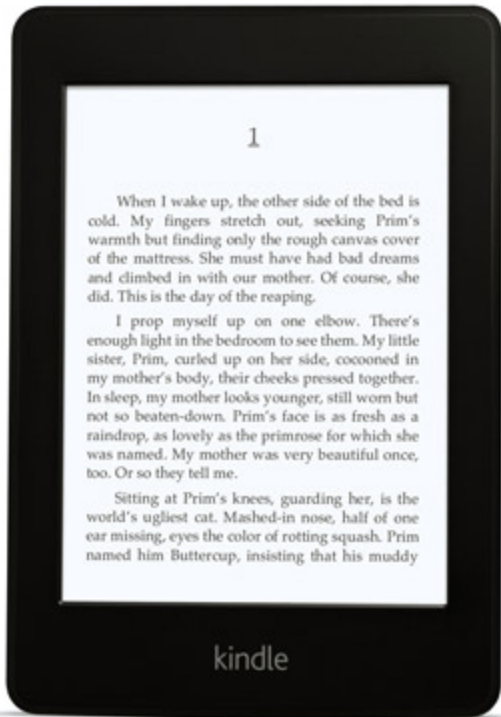 1
When I wake up, the other side of the bed is
cold. My fingers stretch out, seeking Prim's
warmth but finding only the rough canvas cover
of the mattress. She must have had bad dreams
and climbed in with our mother. Of course, she
did. This is the day of the reaping.
I prop myself up on one elbow. There's
enough light in the bedroom to see them. My little
sister, Prim, curled up on her side, cocooned in
my mother's body, their cheeks pressed together.
In sleep, my mother looks younger, still worn but
not so beaten-down. Prim's face is as fresh as a
raindrop, as lovely as the primrose for which she
was named. My mother was very beautiful once,
too. Or so they tell me.
Sitting at Prim's knees, guarding her, is the
world's ugliest cat. Mashed-in nose, half of one
ear missing, eyes the color of rotting squash. Prim
named him Buttercup, insisting that his muddy
kindle